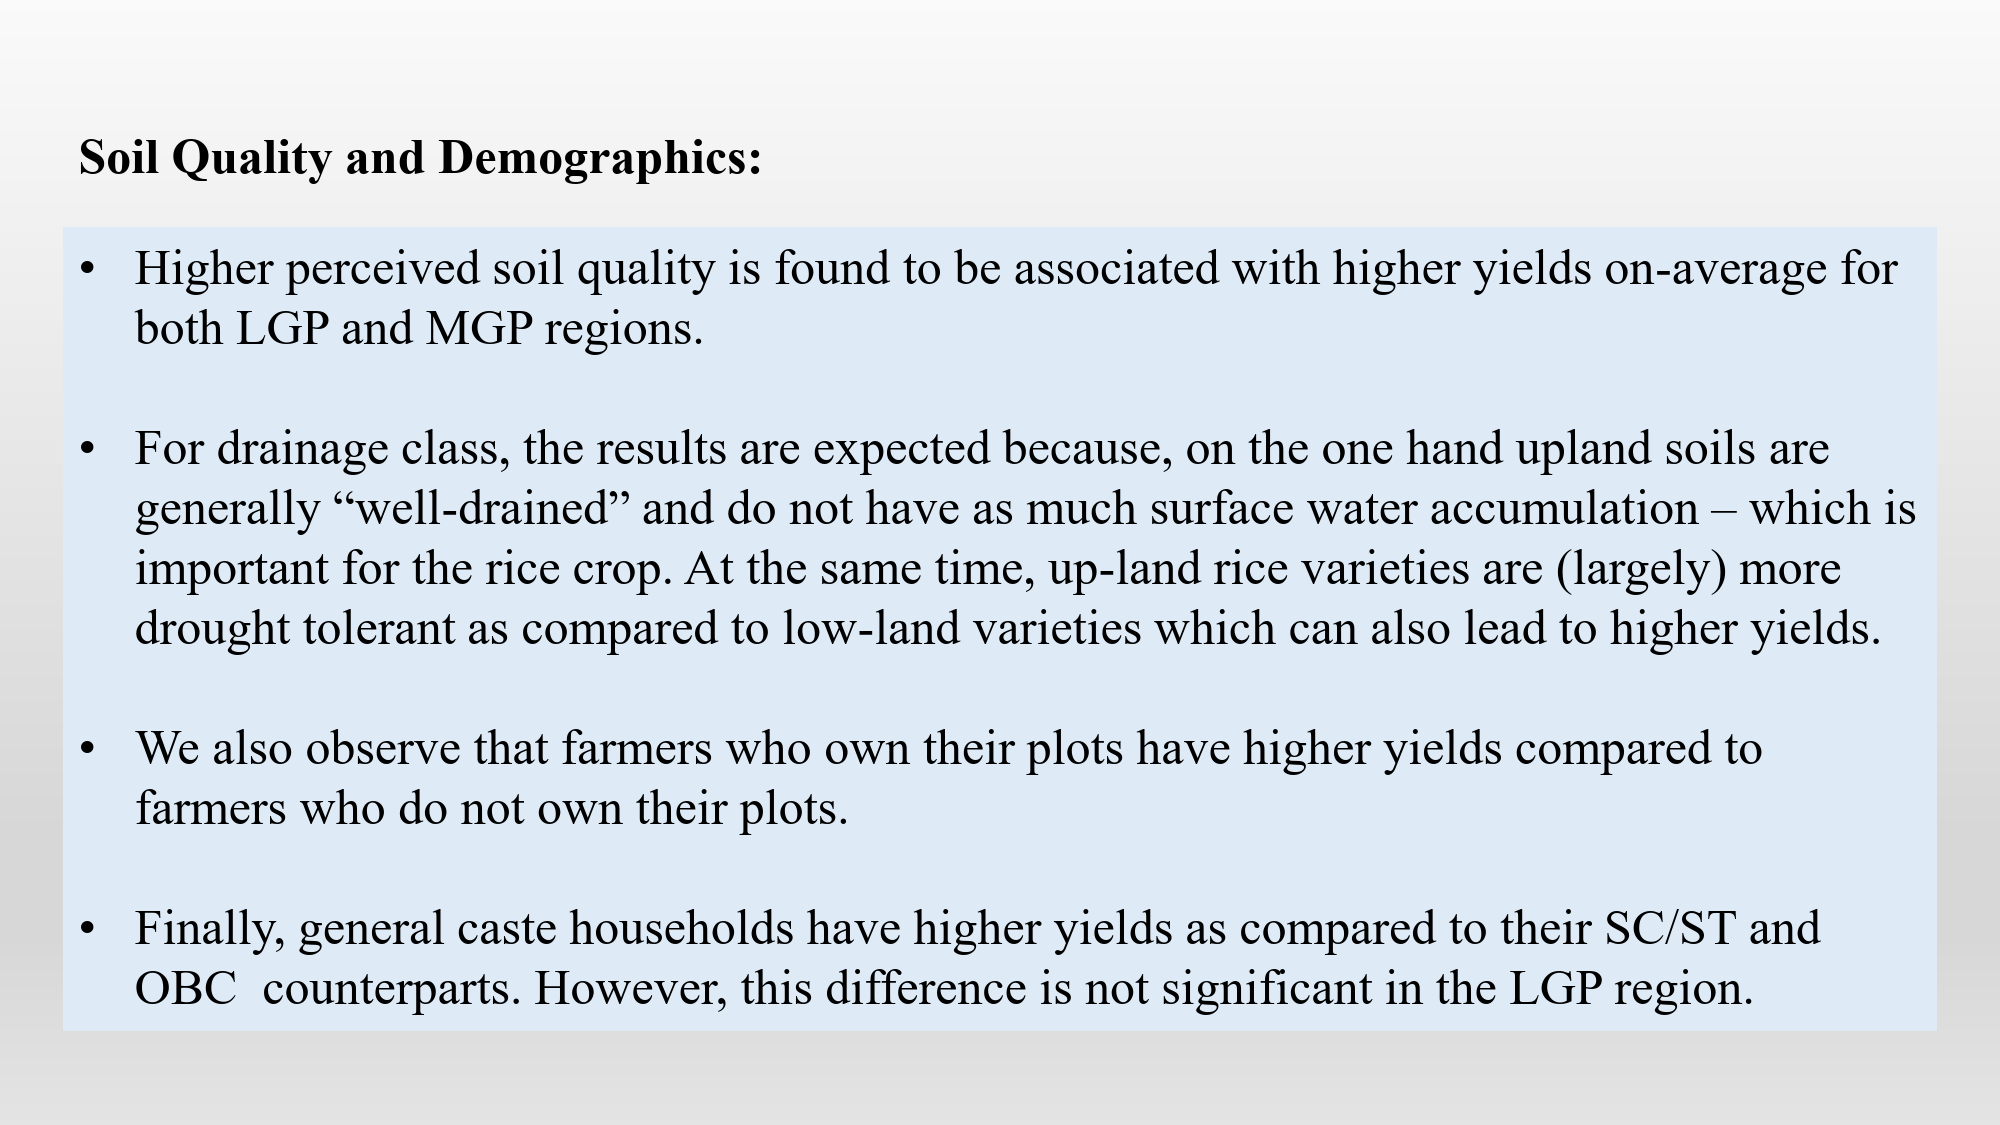 Soil Quality and Demographics:
• Higher perceived soil quality is found to be associated with higher yields on-average for
both LGP and MGP regions.
• For drainage class, the results are expected because, on the one hand upland soils are
generally “well-drained” and do not have as much surface water accumulation – which is
important for the rice crop. At the same time, up-land rice varieties are (largely) more
drought tolerant as compared to low-land varieties which can also lead to higher yields.
• We also observe that farmers who own their plots have higher yields compared to
farmers who do not own their plots.
• Finally, general caste households have higher yields as compared to their SC/ST and
OBC  counterparts. However, this difference is not significant in the LGP region.